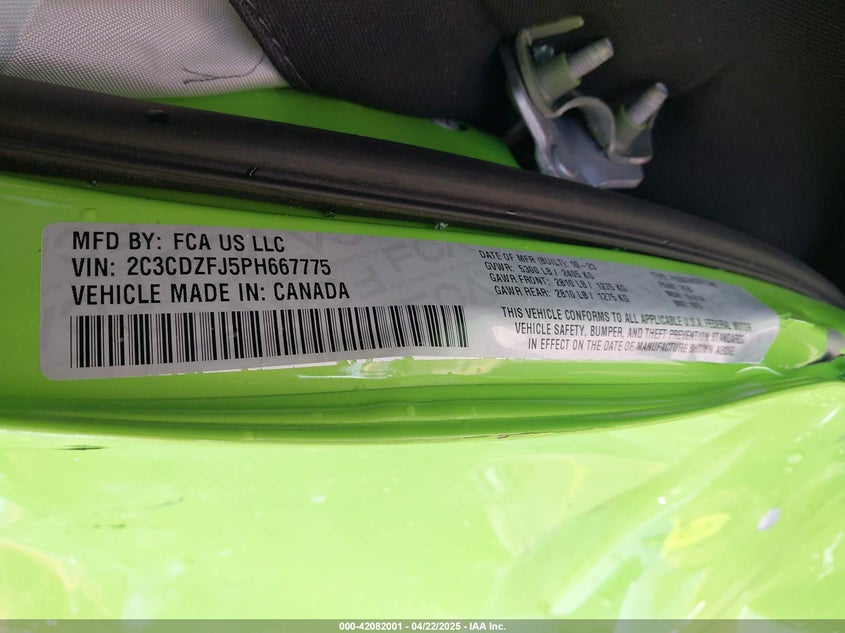 MFD BY: FCA US LLC
VIN: 2C3CDZFJ5PH667775
VEHICLE MADE IN: CANADA
DATE OF MFR (BUILT): 10-23
GVWR: 5300 LB / 2405 KG
GAWR FRONT: 2810 LB / 1275 KG
GAWR REAR: 2810 LB / 1275 KG
THIS VEHICLE CONFORMS TO ALL APPLICABLE U.S.A. FEDERAL MOTOR
VEHICLE SAFETY, BUMPER, AND THEFT PREVENTION STANDARDS
IN EFFECT ON THE DATE OF MANUFACTURE SHOWN ABOVE.
000-42082001 - 04/22/2025 - IAA Inc.